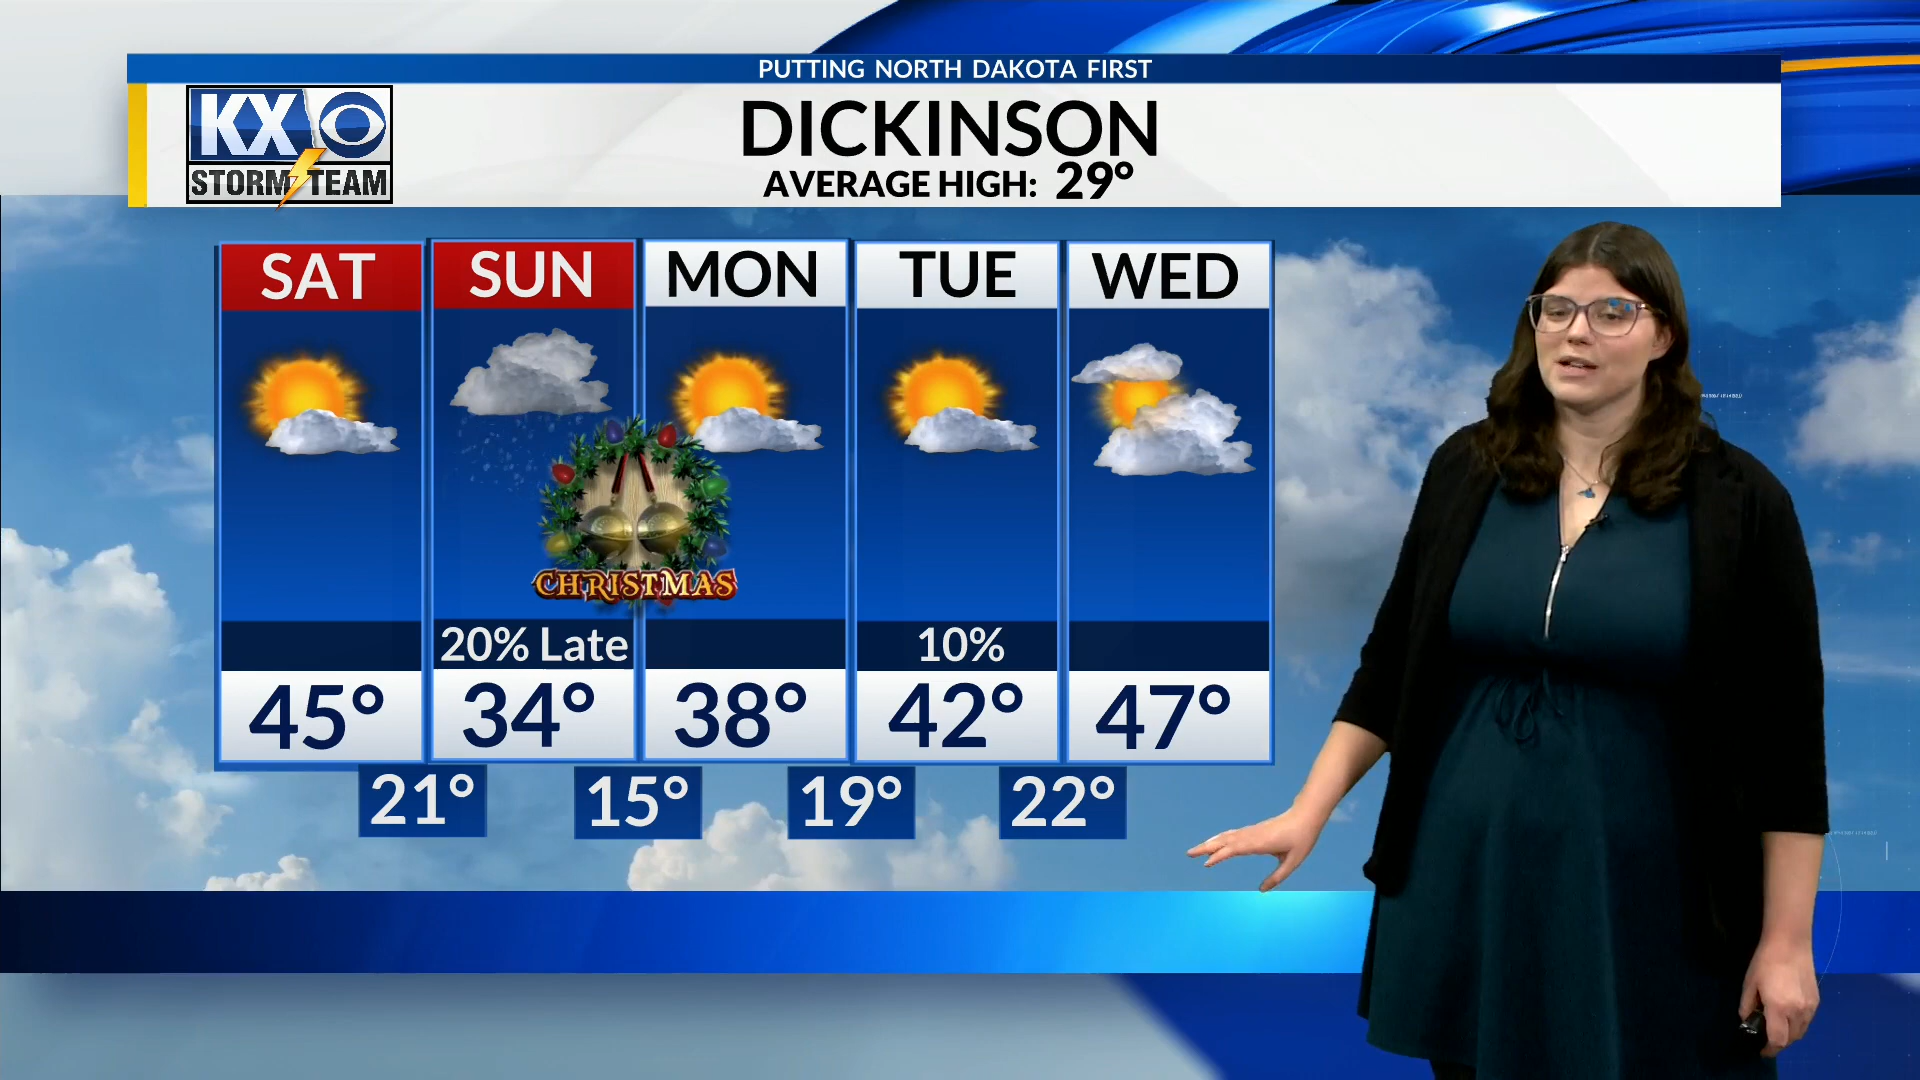 PUTTING NORTH DAKOTA FIRST
KX
STORM TEAM
DICKINSON
AVERAGE HIGH: 29°
SAT SUN MON TUE WED
CHRISTMAS
20% Late 10%
45° 34° 38° 42° 47°
21° 15° 19° 22°